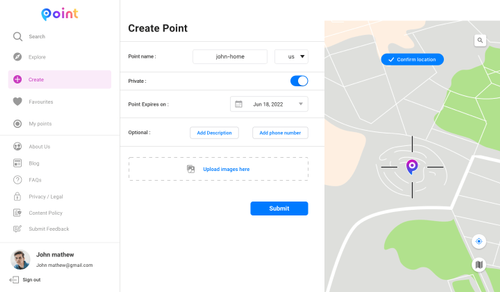 point
Search
Explore
Create
Favourites
My points
About Us
Blog
FAQs
Privacy / Legal
Content Policy
Submit Feedback
John mathew
John mathew@gmail.com
Sign out
Create Point
Point name :
john-home
us
Private :
Point Expires on :
Jun 18, 2022
Optional :
Add Description
Add phone number
Upload images here
Submit
Confirm location